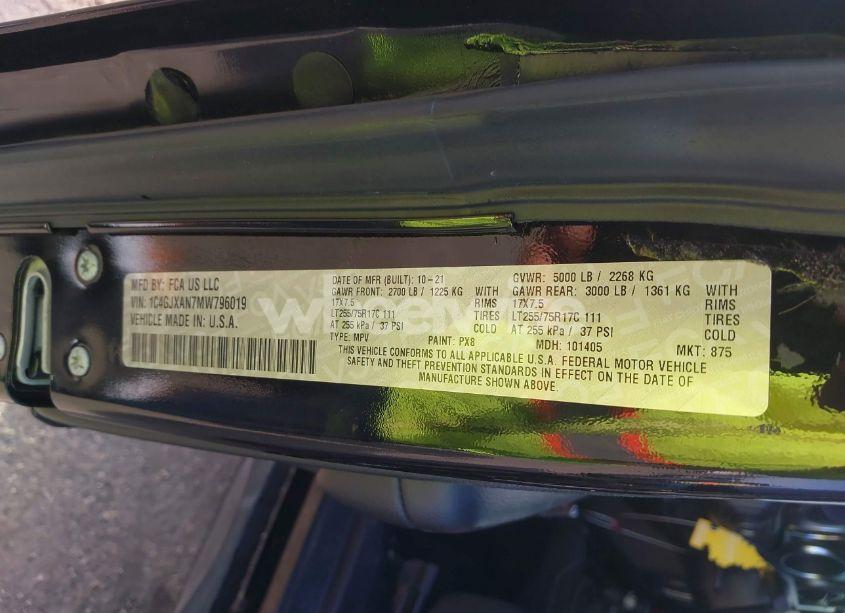 MFD BY: FCA US LLC
VIN: 1C4GJXAN7MW796019
VEHICLE MADE IN: U.S.A.
DATE OF MFR (BUILT): 10-21
GAWR FRONT: 2700 LB / 1225 KG WITH
17X7.5 RIMS
LT255/75R17C 111 TIRES
AT 255 kPa / 37 PSI COLD
TYPE: MPV PAINT: PX8
GVWR: 5000 LB / 2268 KG
GAWR REAR: 3000 LB / 1361 KG WITH
17X7.5 RIMS
LT255/75R17C 111 TIRES
AT 255 kPa / 37 PSI COLD
MDH: 101405 MKT: 875
THIS VEHICLE CONFORMS TO ALL APPLICABLE U.S.A. FEDERAL MOTOR VEHICLE
SAFETY AND THEFT PREVENTION STANDARDS IN EFFECT ON THE DATE OF
MANUFACTURE SHOWN ABOVE.